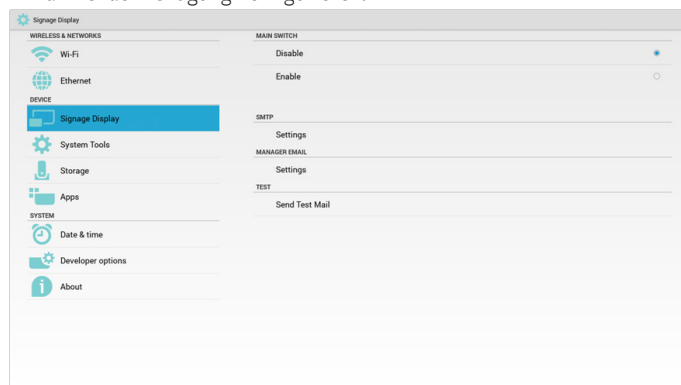 Signage Display
WIRELESS & NETWORKS
Wi-Fi
Ethernet
DEVICE
Signage Display
System Tools
Storage
Apps
SYSTEM
Date & time
Developer options
About
MAIN SWITCH
Disable
Enable
SMTP
Settings
MANAGER EMAIL
Settings
TEST
Send Test Mail